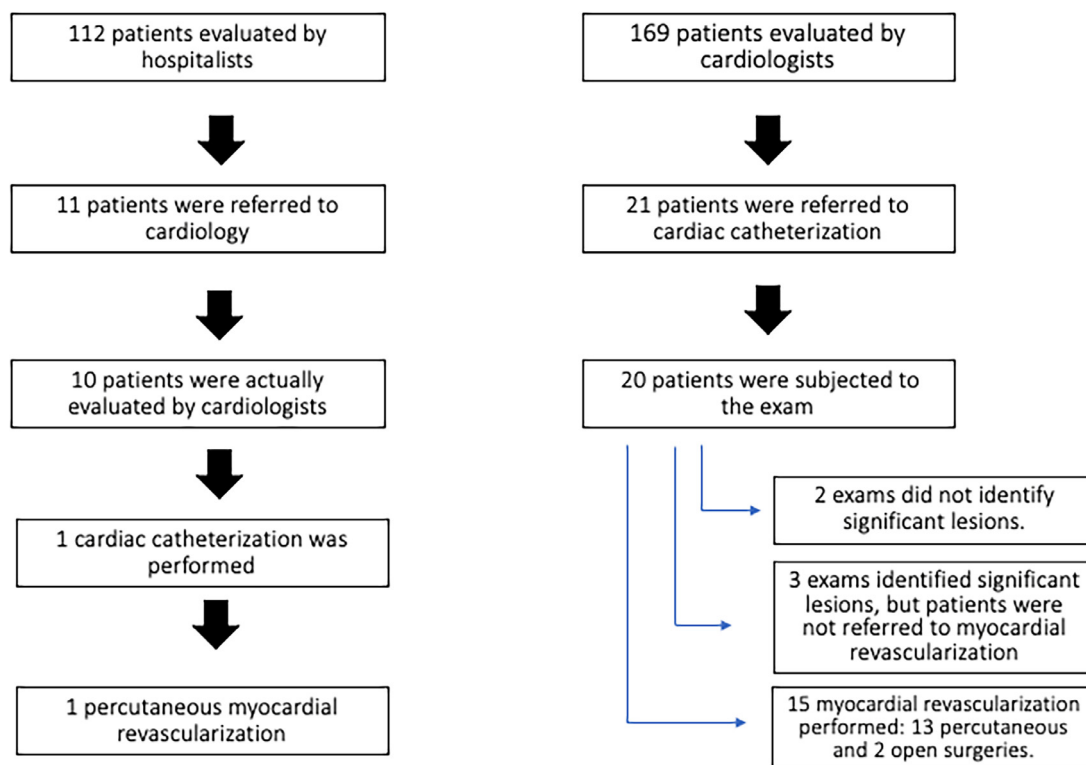 112 patients evaluated by
hospitalists
11 patients were referred to
cardiology
10 patients were actually
evaluated by cardiologists
1 cardiac catheterization was
performed
1 percutaneous myocardial
revascularization
169 patients evaluated by
cardiologists
21 patients were referred to
cardiac catheterization
20 patients were subjected to
the exam
2 exams did not identify
significant lesions.
3 exams identified significant
lesions, but patients were
not referred to myocardial
revascularization
15 myocardial revascularization
performed: 13 percutaneous
and 2 open surgeries.